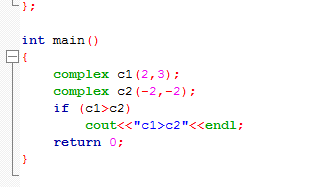 };
int main()
{
complex c1(2,3);
complex c2(-2,-2);
if (c1>c2)
cout<<"c1>c2"<<endl;
return 0;
}